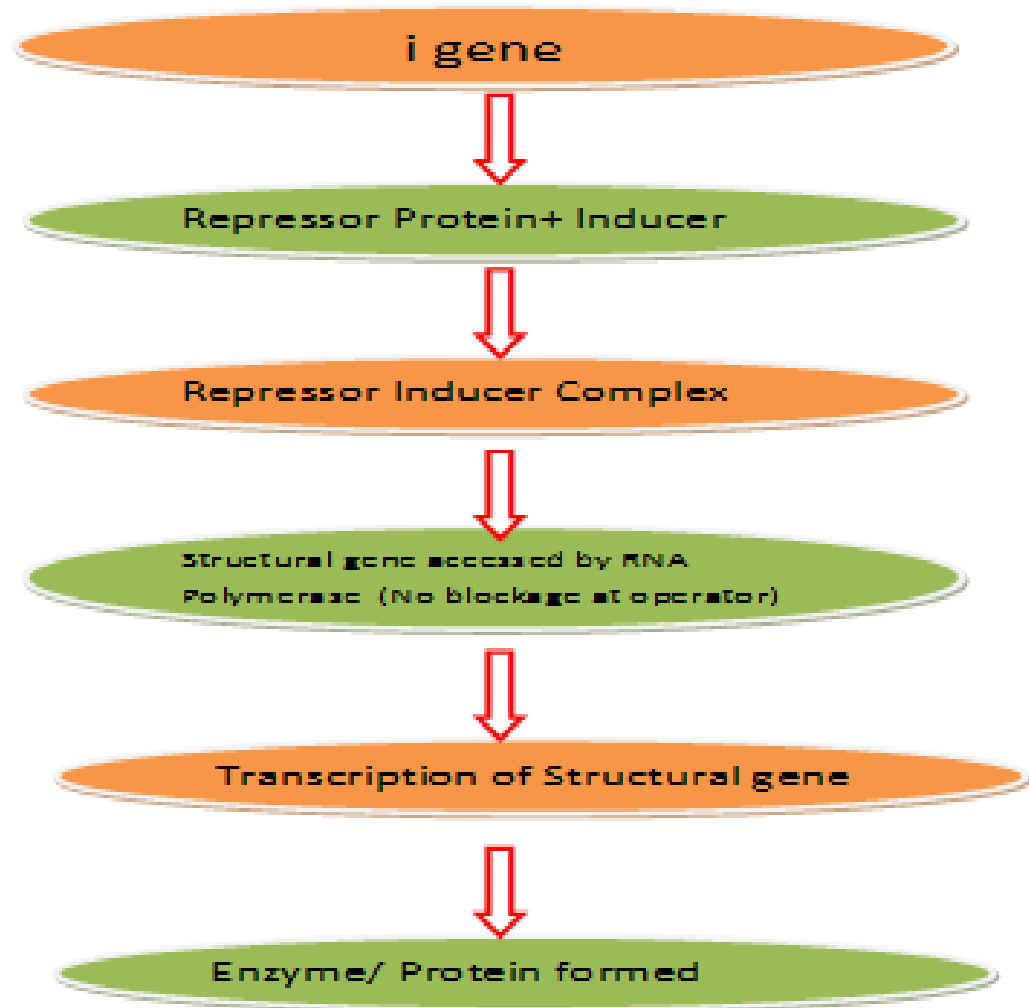 i gene
Repressor Protein+ Inducer
Repressor Inducer Complex
Structural gene accessed by RNA
Polymerase (No blockage at operator)
Transcription of Structural gene
Enzyme/ Protein formed